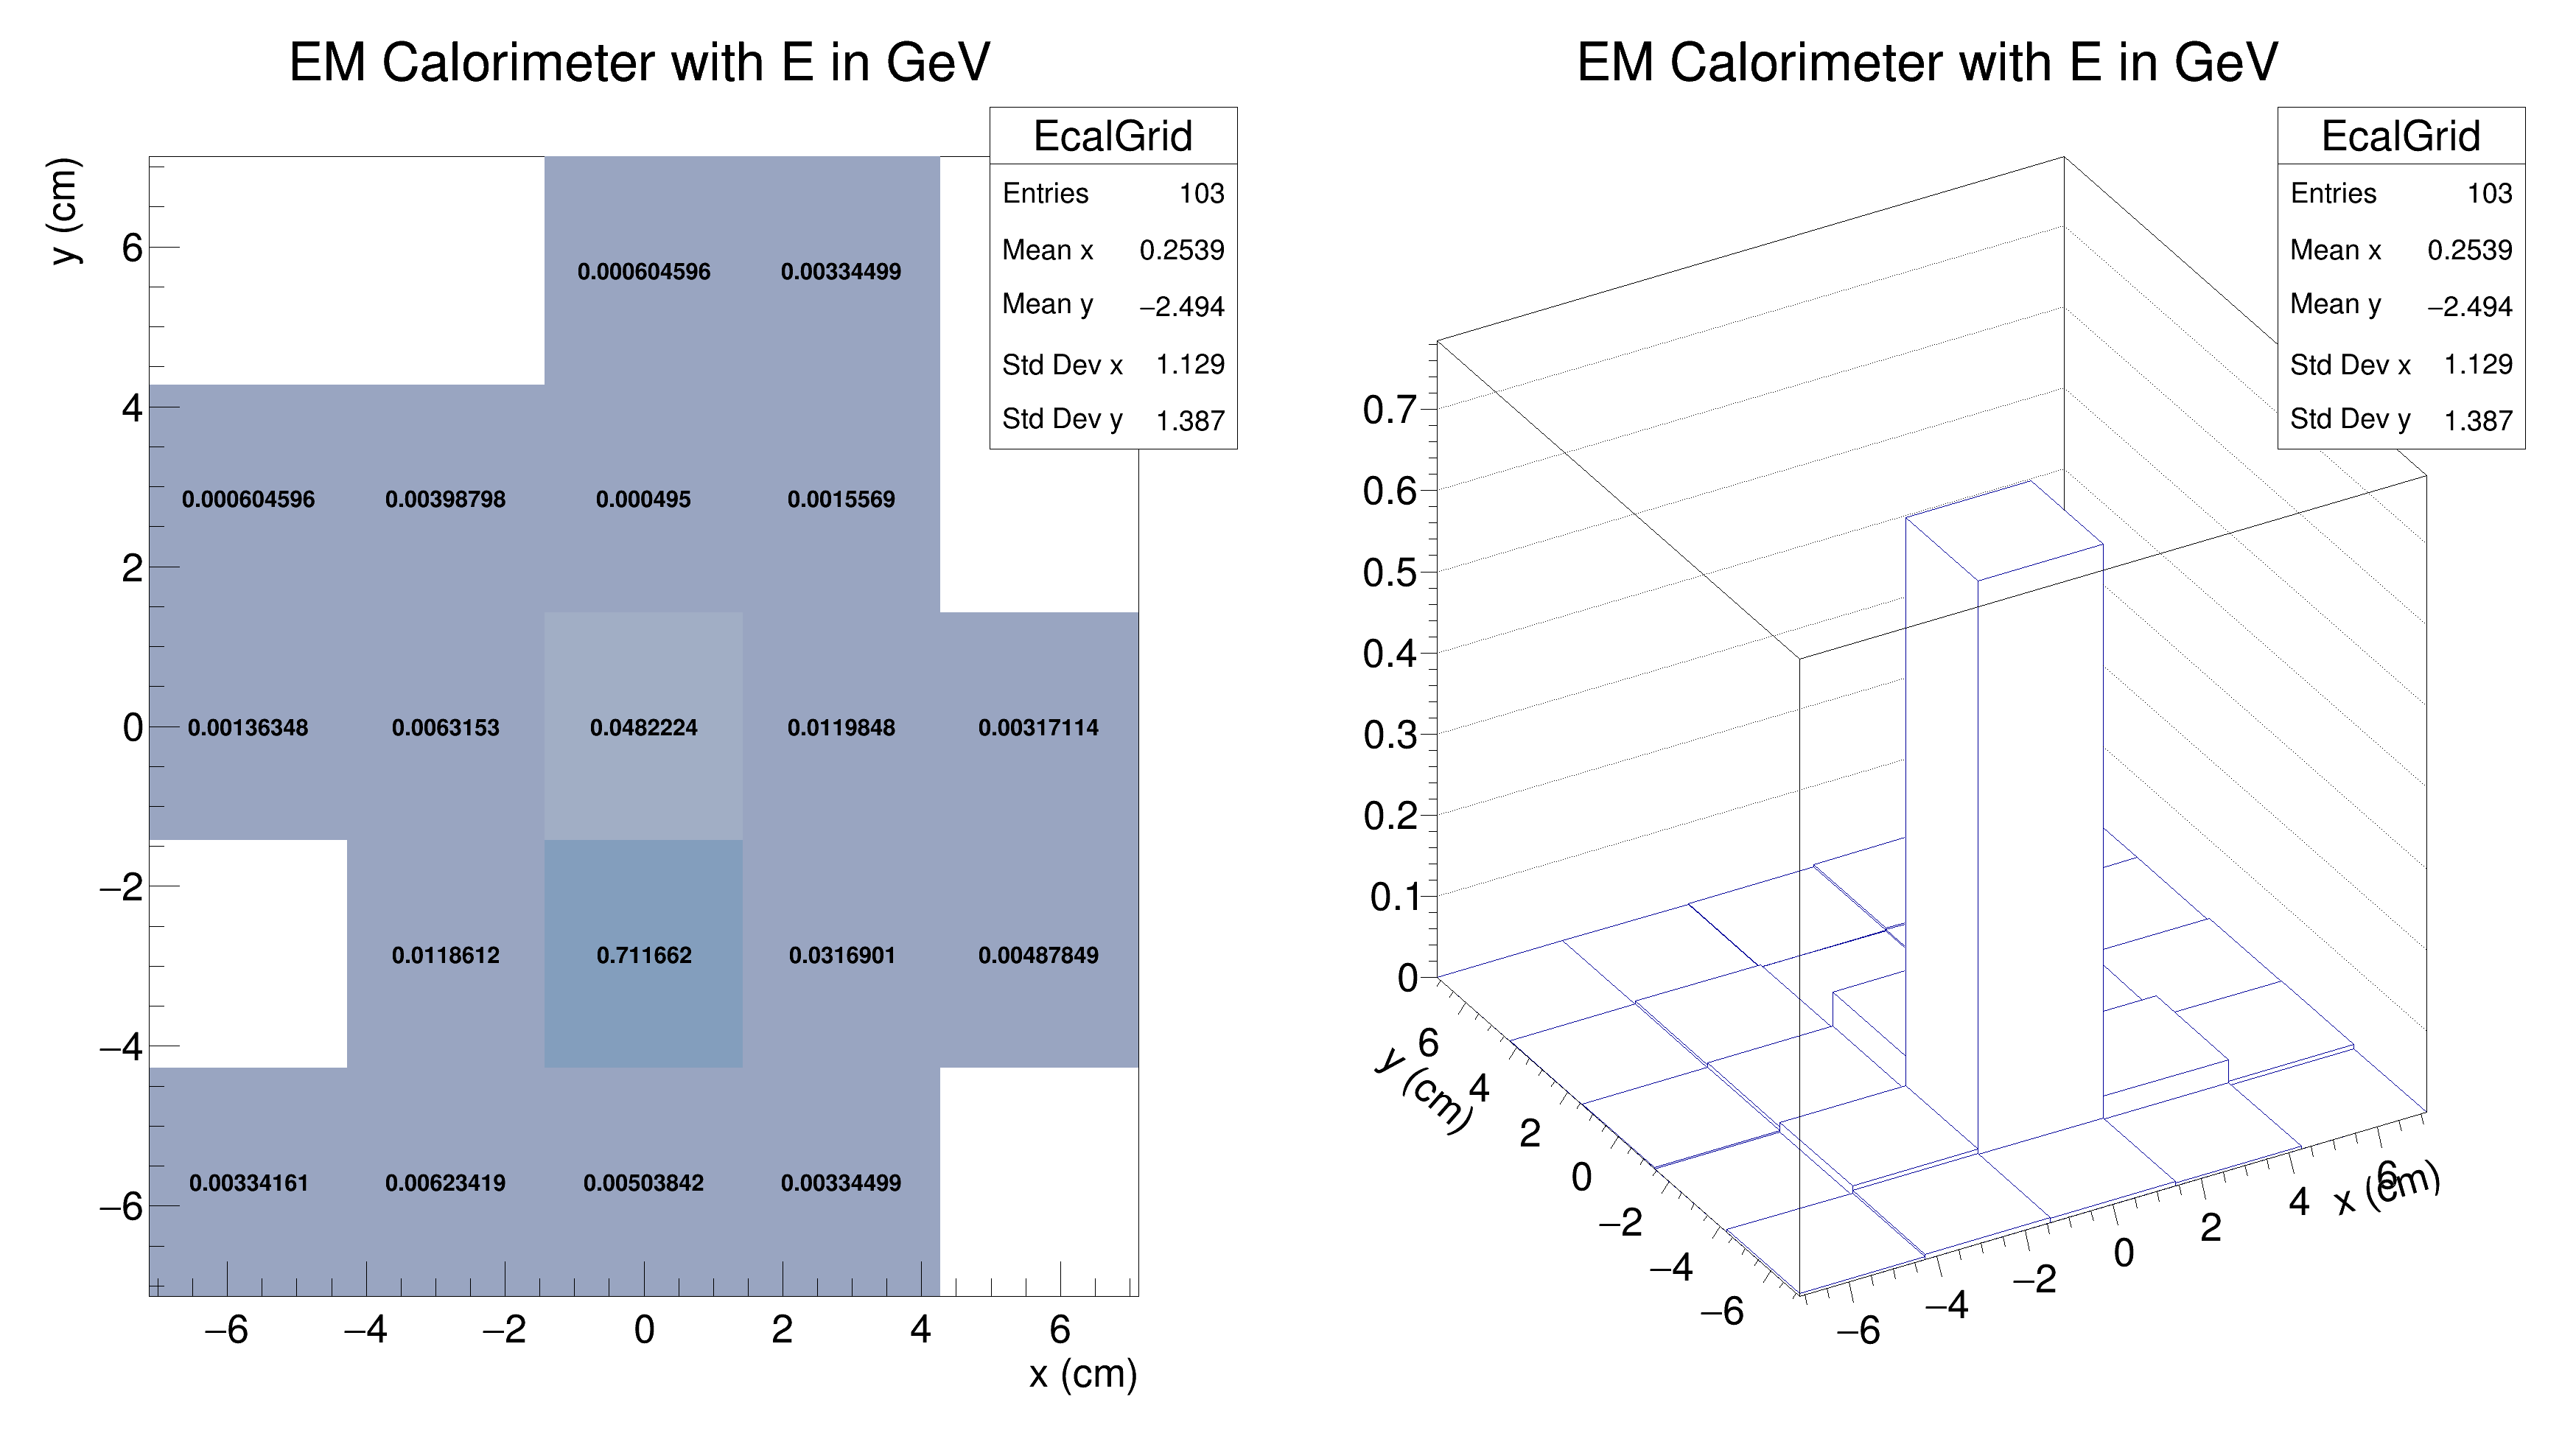 EM Calorimeter with E in GeV
EcalGrid
Entries 103
Mean x 0.2539
Mean y −2.494
Std Dev x 1.129
Std Dev y 1.387
y (cm)
6
4
2
0
−2
−4
−6
0.000604596 0.00334499
0.000604596 0.00398798 0.000495 0.0015569
0.00136348 0.0063153 0.0482224 0.0119848 0.00317114
0.0118612 0.711662 0.0316901 0.00487849
0.00334161 0.00623419 0.00503842 0.00334499
−6 −4 −2 0 2 4 6
x (cm)
EM Calorimeter with E in GeV
EcalGrid
Entries 103
Mean x 0.2539
Mean y −2.494
Std Dev x 1.129
Std Dev y 1.387
0.7
0.6
0.5
0.4
0.3
0.2
0.1
0
y (cm)
6
4
2
0
−2
−4
−6
−6 −4 −2 0 2 4 6
x (cm)